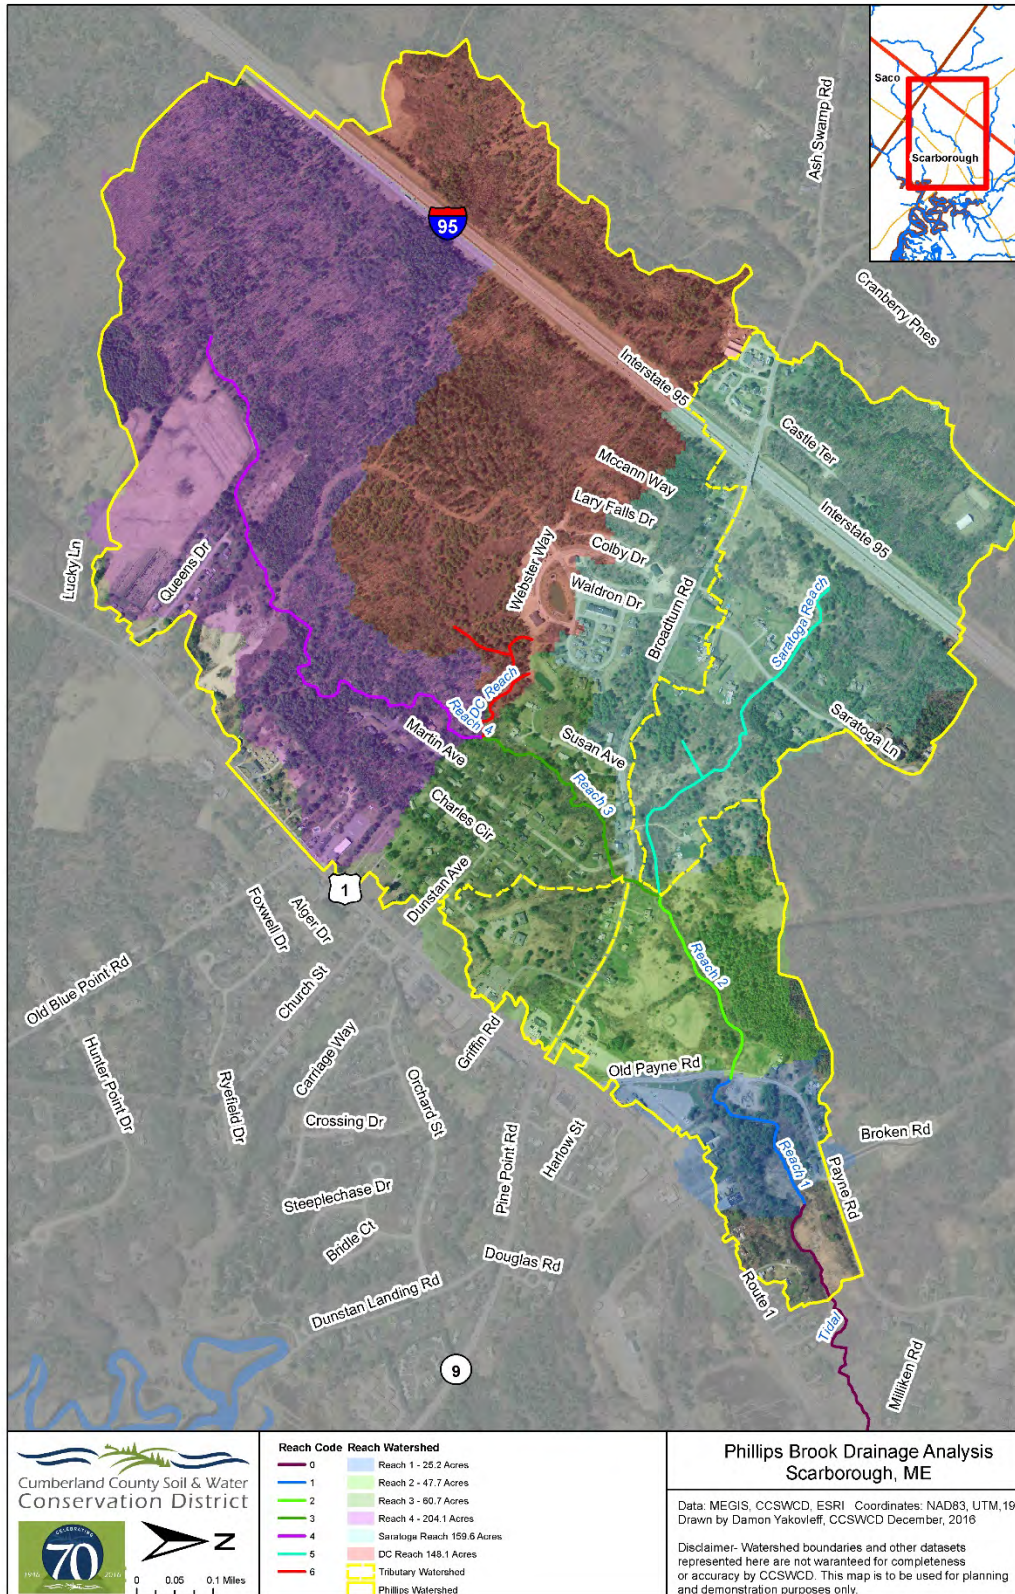 Saco
Scarborough
Ash Swamp Rd
95
Cranberry Pnes
Interstate 95
Castle Ter
Mccann Way
Lary Falls Dr
Interstate 95
Colby Dr
Webster Way
Waldron Dr
Lucky Ln
Queens Dr
Broadturn Rd
Saratoga Reach
DC Reach
Reach 4
Saratoga Ln
Martin Ave
Susan Ave
Reach 3
Charles Cir
Dunstan Ave
1
Foxwell Dr
Alger Dr
Church St
Old Blue Point Rd
Reach 2
Carriage Way
Griffin Rd
Hunter Point Dr
Ryefield Dr
Orchard St
Old Payne Rd
Crossing Dr
Pine Point Rd
Harlow St
Broken Rd
Reach 1
Payne Rd
Steeplechase Dr
Bridle Ct
Douglas Rd
Dunstan Landing Rd
Route 1
Tidal
9
Milliken Rd
Cumberland County Soil & Water
Conservation District
CELEBRATING
70
1946 2016
N
0 0.05 0.1 Miles
Reach Code Reach Watershed
0 Reach 1 - 25.2 Acres
1 Reach 2 - 47.7 Acres
2 Reach 3 - 60.7 Acres
3 Reach 4 - 204.1 Acres
4 Saratoga Reach 159.6 Acres
5 DC Reach 148.1 Acres
6 Tributary Watershed
Phillips Watershed
Phillips Brook Drainage Analysis
Scarborough, ME
Data: MEGIS, CCSWCD, ESRI Coordinates: NAD83, UTM,19
Drawn by Damon Yakovleff, CCSWCD December, 2016
Disclaimer- Watershed boundaries and other datasets
represented here are not waranteed for completeness
or accuracy by CCSWCD. This map is to be used for planning
and demonstration purposes only.